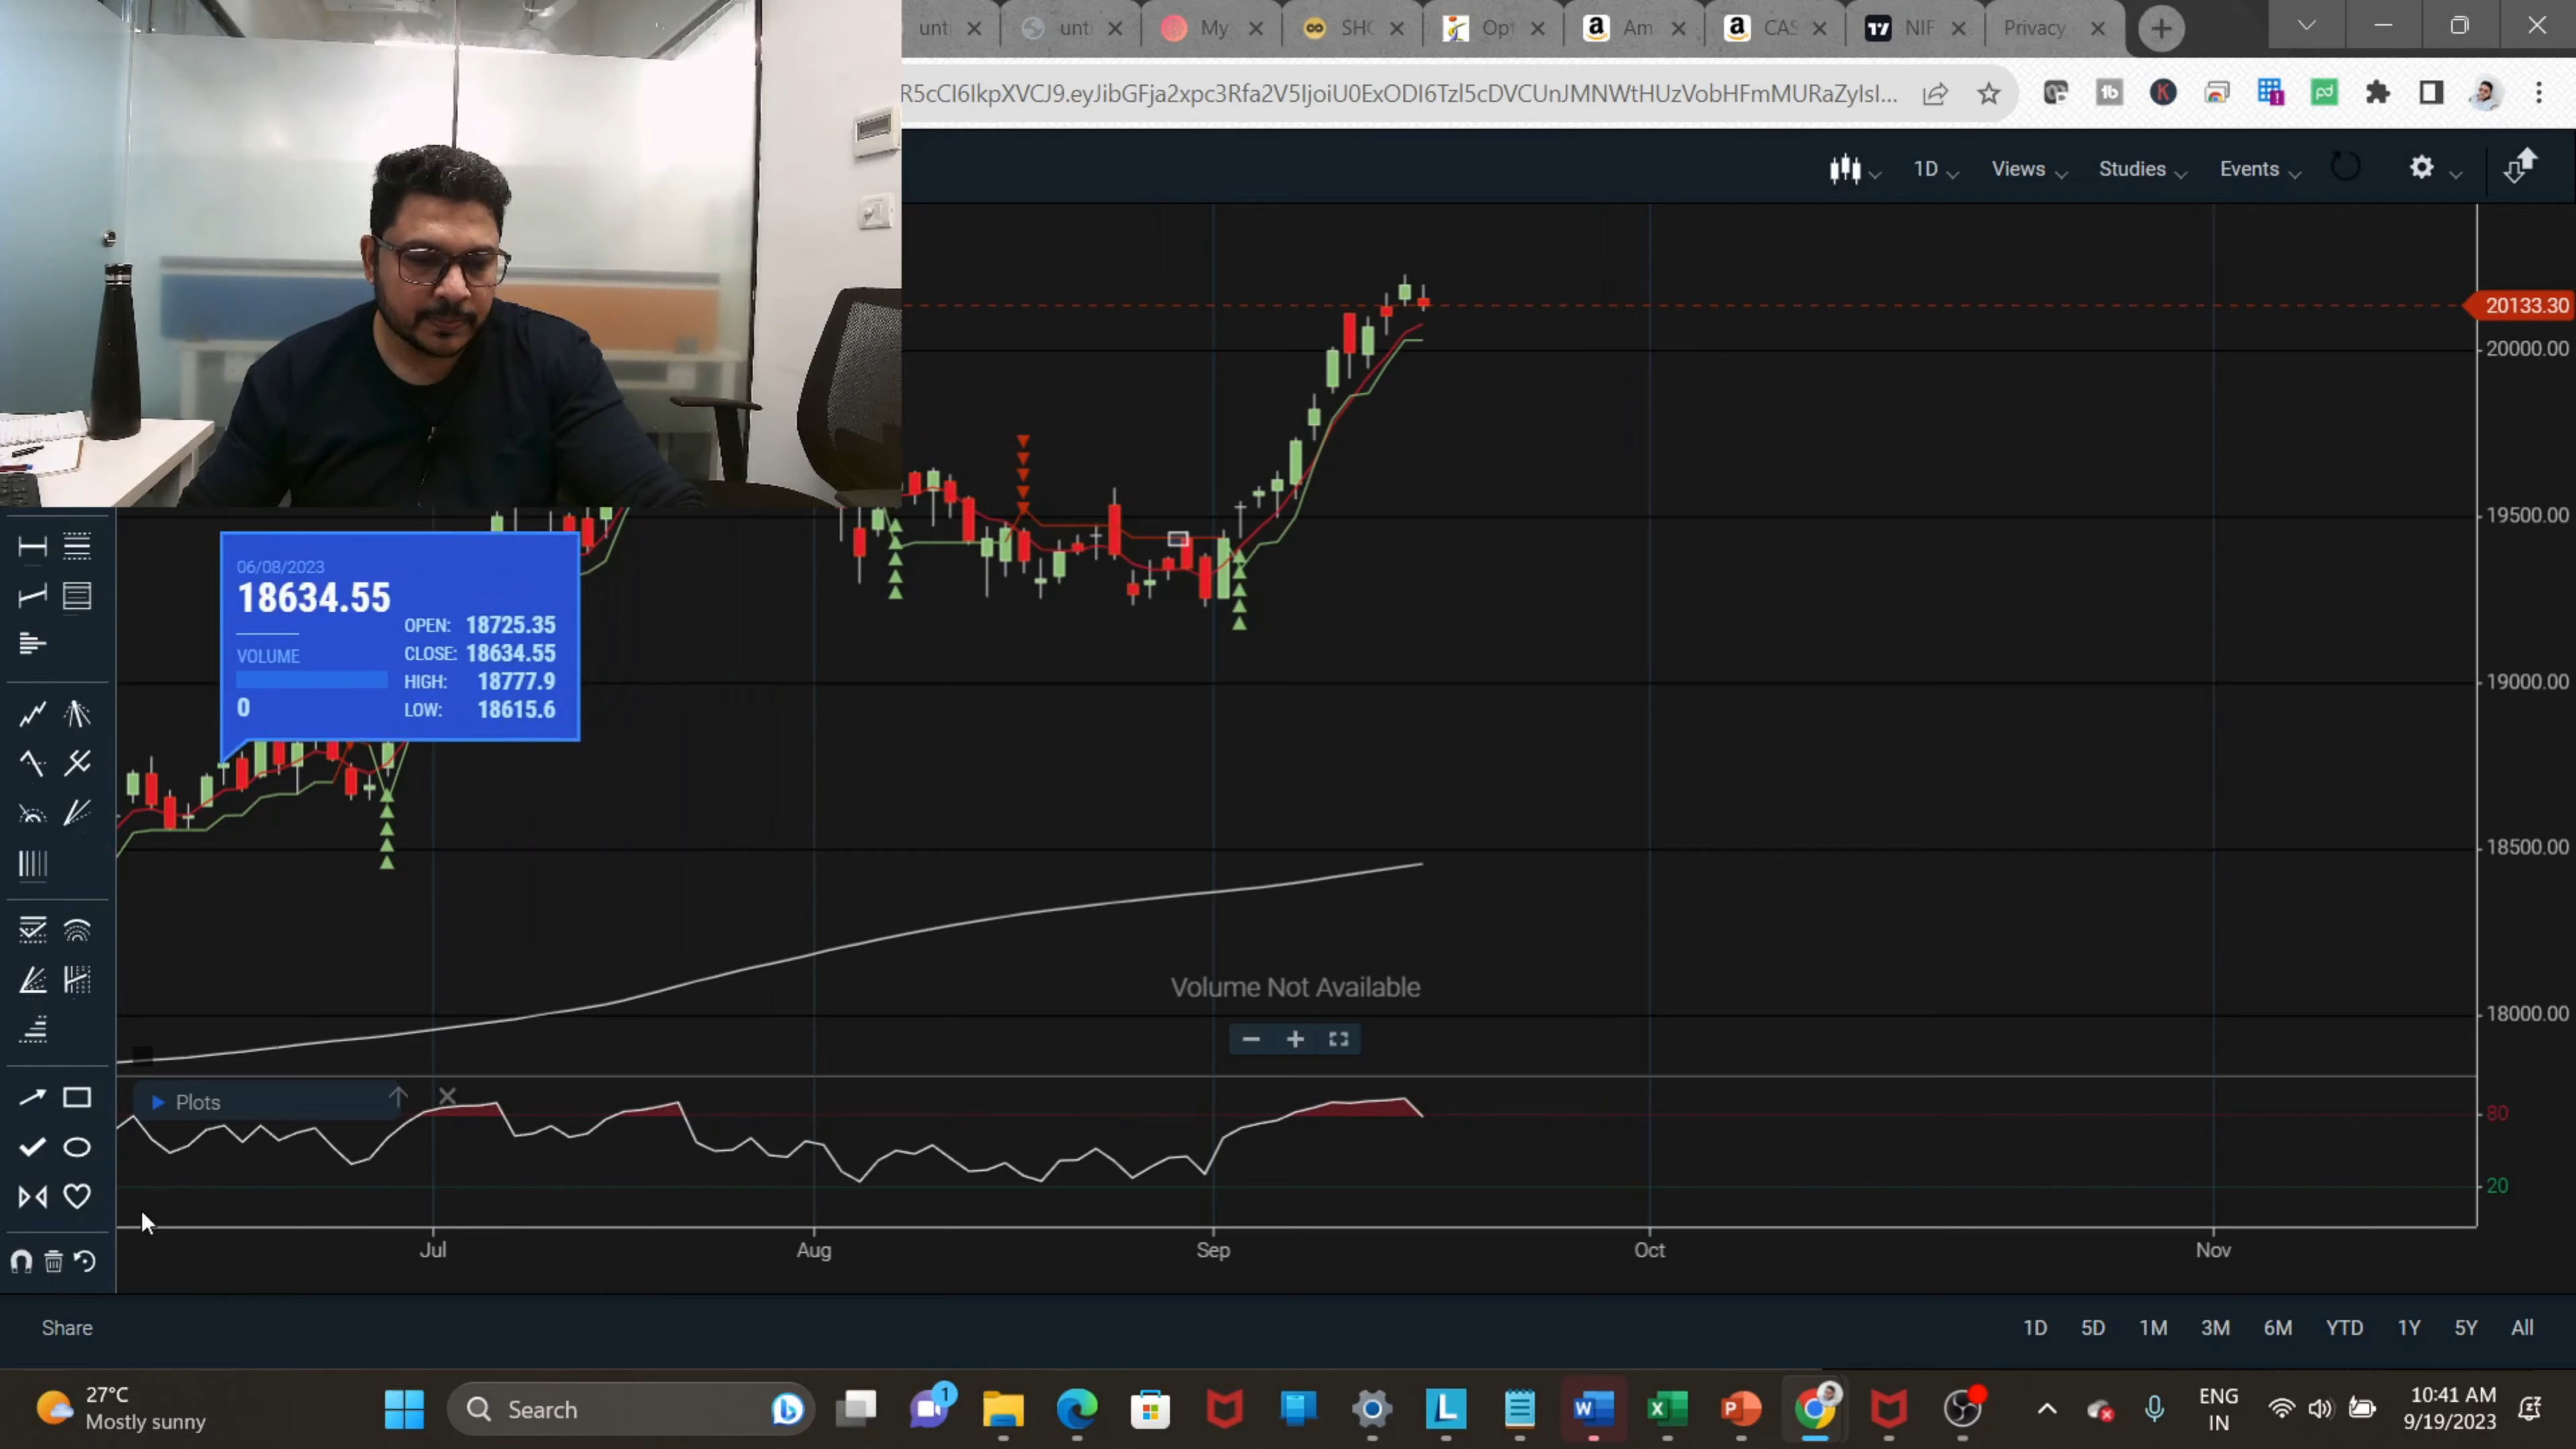 unt
unt
My
SHC
Opt
Am
CAS
NIF
Privacy
1D
Views
Studies
Events
20133.30
20000.00
19500.00
19000.00
18500.00
18000.00
06/08/2023
18634.55
VOLUME
0
OPEN: 18725.35
CLOSE: 18634.55
HIGH: 18777.9
LOW: 18615.6
Volume Not Available
Plots
80
20
Jul
Aug
Sep
Oct
Nov
Share
1D 5D 1M 3M 6M YTD 1Y 5Y All
27°C
Mostly sunny
Search
1
ENG
IN
10:41 AM
9/19/2023